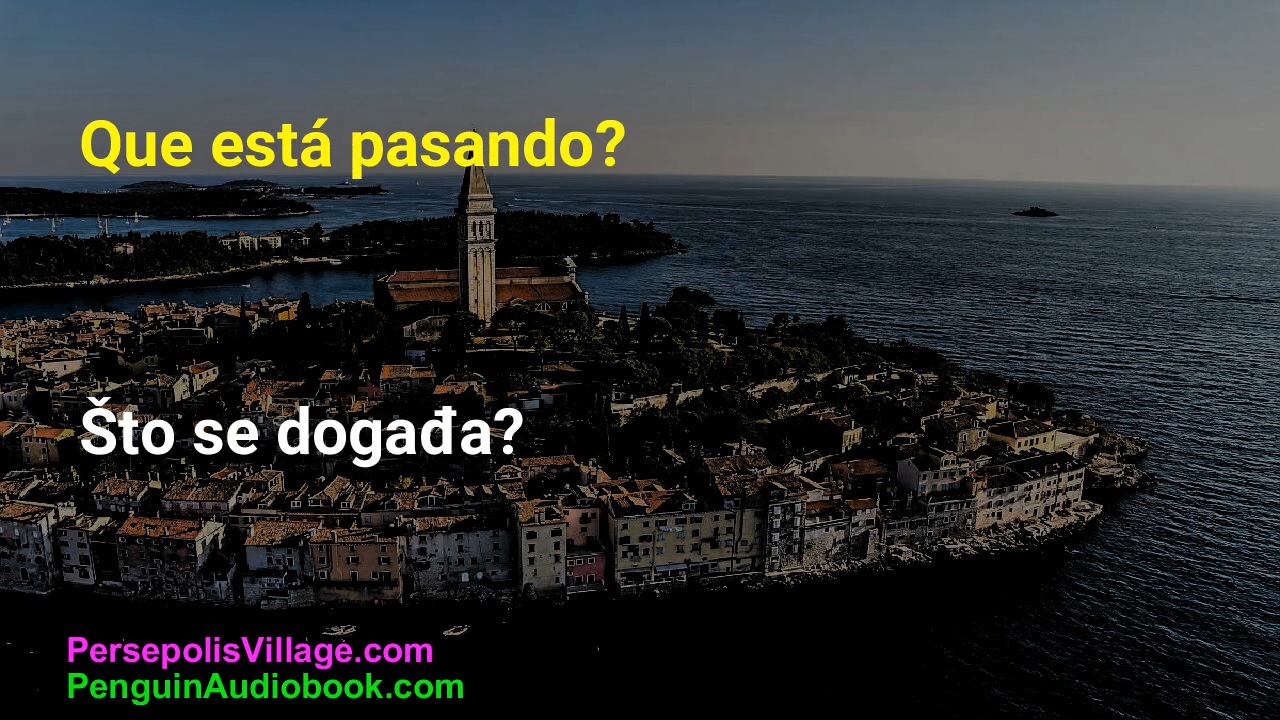 Que está pasando?
Što se događa?
PersepolisVillage.com
PenguinAudiobook.com